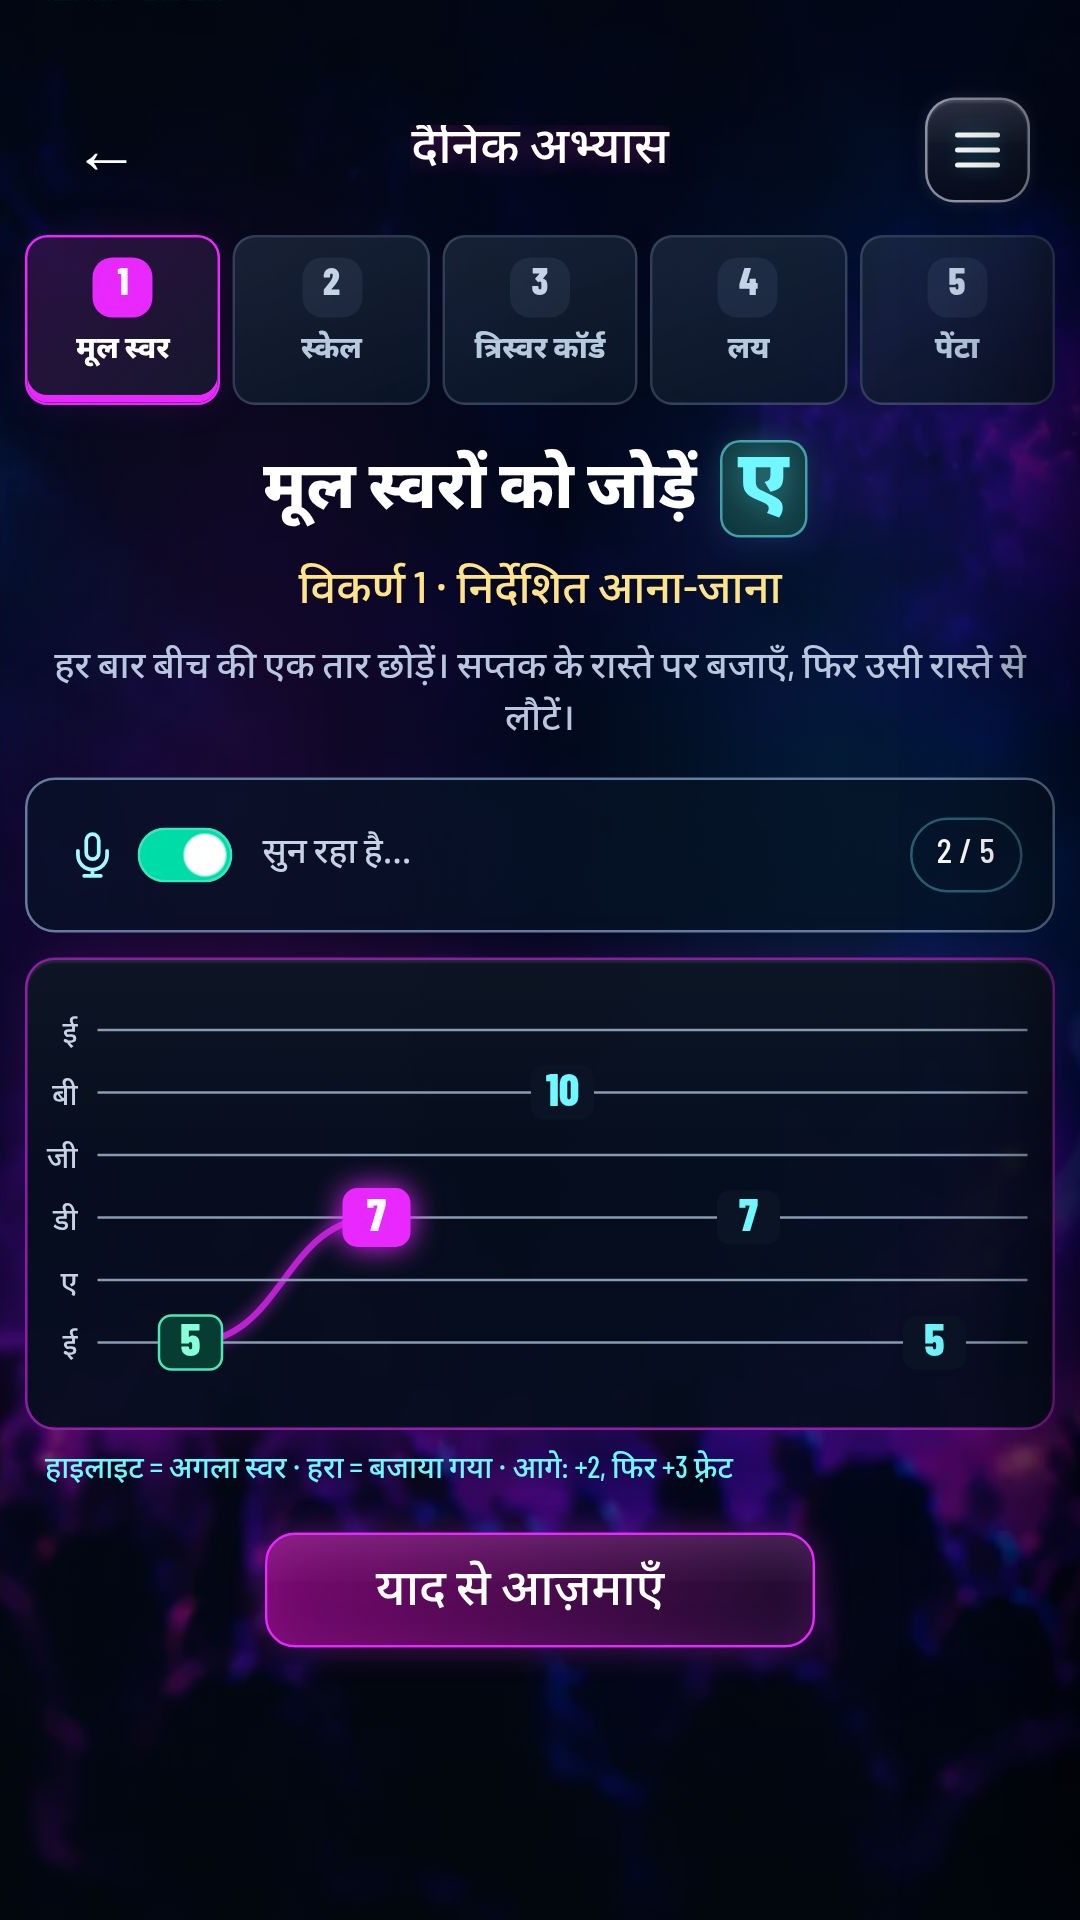 ← दैनिक अभ्यास
1 2 3 4 5
मूल स्वर स्केल त्रिस्वर कॉर्ड लय पेंटा
मूल स्वरों को जोड़ें ए
विकर्ण 1 · निर्देशित आना-जाना
हर बार बीच की एक तार छोड़ें। सप्तक के रास्ते पर बजाएँ, फिर उसी रास्ते से
लौटें।
सुन रहा है... 2 / 5
ई
बी 10
जी
डी 7 7
ए
ई 5 5
हाइलाइट = अगला स्वर · हरा = बजाया गया · आगे: +2, फिर +3 फ़्रेट
याद से आज़माएँ